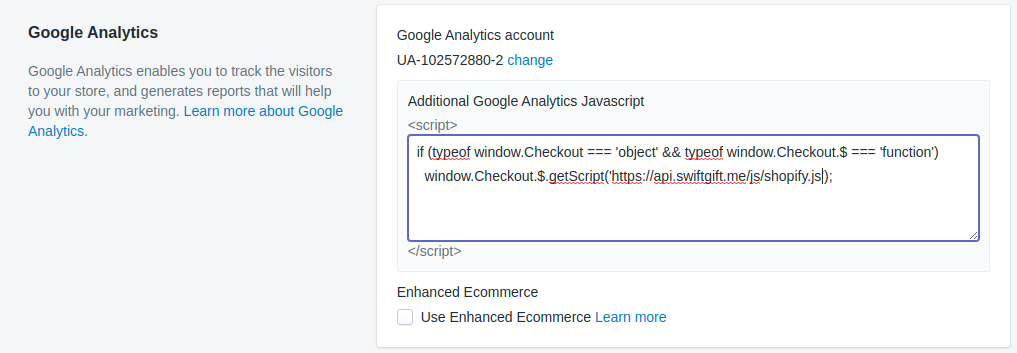 Google Analytics
Google Analytics enables you to track the visitors
to your store, and generates reports that will help
you with your marketing. Learn more about Google
Analytics.
Google Analytics account
UA-102572880-2 change
Additional Google Analytics Javascript
<script>
if (typeof window.Checkout === 'object' && typeof window.Checkout.$ === 'function')
window.Checkout.$.getScript('https://api.swiftgift.me/js/shopify.js);
</script>
Enhanced Ecommerce
Use Enhanced Ecommerce Learn more